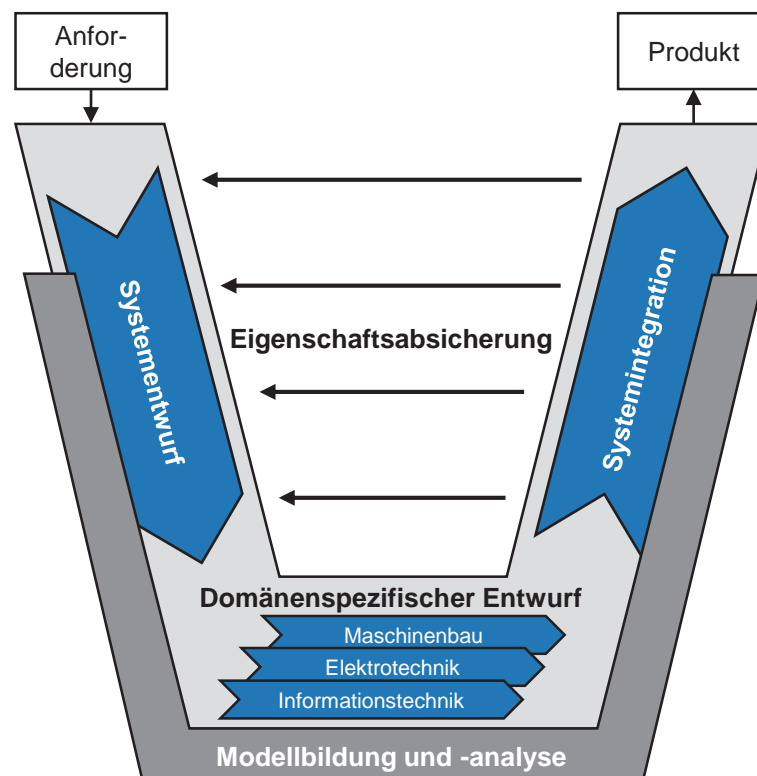 Anfor-
derung
Produkt
Systementwurf
Eigenschaftsabsicherung
Systemintegration
Domänenspezifischer Entwurf
Maschinenbau
Elektrotechnik
Informationstechnik
Modellbildung und -analyse